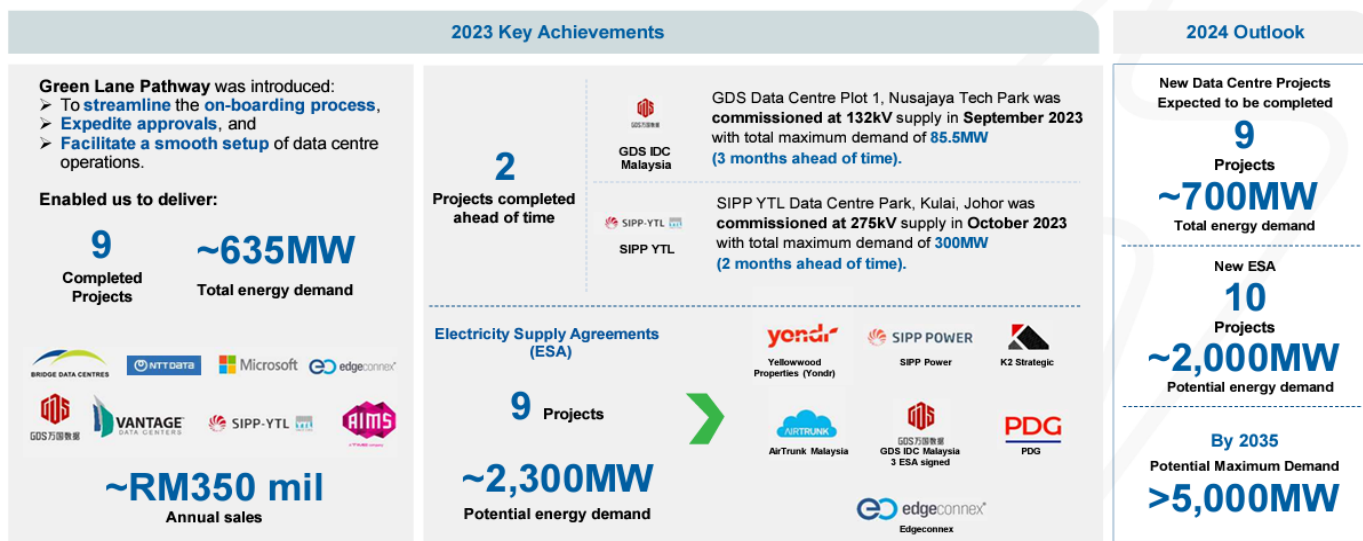 2023 Key Achievements
2024 Outlook
Green Lane Pathway was introduced:
➢ To streamline the on-boarding process,
➢ Expedite approvals, and
➢ Facilitate a smooth setup of data centre
operations.
Enabled us to deliver:
9
Completed
Projects
~635MW
Total energy demand
BRIDGE DATA CENTRES
NTT DATA
Microsoft
edgeconnex
GDS万国数据
VANTAGE
DATA CENTERS
SIPP-YTL
AIMS
~RM350 mil
Annual sales
2
Projects completed
ahead of time
GDS万国数据
GDS IDC
Malaysia
GDS Data Centre Plot 1, Nusajaya Tech Park was
commissioned at 132kV supply in September 2023
with total maximum demand of 85.5MW
(3 months ahead of time).
SIPP-YTL
SIPP YTL
SIPP YTL Data Centre Park, Kulai, Johor was
commissioned at 275kV supply in October 2023
with total maximum demand of 300MW
(2 months ahead of time).
Electricity Supply Agreements
(ESA)
9 Projects
~2,300MW
Potential energy demand
yondr
Yellowwood
Properties (Yondr)
SIPP POWER
SIPP Power
K2 Strategic
AIRTRUNK
AirTrunk Malaysia
GDS万国数据
GDS IDC Malaysia
3 ESA signed
PDG
PDG
edgeconnex
Edgeconnex
New Data Centre Projects
Expected to be completed
9
Projects
~700MW
Total energy demand
New ESA
10
Projects
~2,000MW
Potential energy demand
By 2035
Potential Maximum Demand
>5,000MW